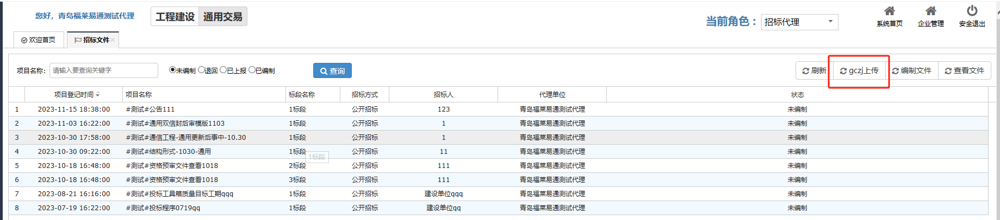 您好，青岛福莱易通测试代理 工程建设 通用交易 当前角色： 招标代理 系统首页 企业管理 安全退出
欢迎首页 招标文件
项目名称: 请输入要查询关键字 未编制 退回 已上报 已编制 查询 刷新 gczj上传 编制文件 查看文件
项目登记时间 项目名称 标段名称 招标方式 招标人 代理单位 状态
1 2023-11-15 18:38:00 #测试#公告111 1标段 公开招标 123 青岛福莱易通测试代理 未编制
2 2023-11-03 16:22:00 #测试#通用双信封后审模版1103 1标段 公开招标 1 青岛福莱易通测试代理 未编制
3 2023-10-30 17:58:00 #测试#通信工程-通用更新后事中-10.30 1标段 公开招标 1 青岛福莱易通测试代理 未编制
4 2023-10-30 09:22:00 #测试#结构形式-1030-通用 1标段 公开招标 11 青岛福莱易通测试代理 未编制
1标段
5 2023-10-18 16:48:00 #测试#资格预审文件查看1018 2标段 公开招标 111 青岛福莱易通测试代理 未编制
6 2023-10-18 16:48:00 #测试#资格预审文件查看1018 3标段 公开招标 111 青岛福莱易通测试代理 未编制
7 2023-08-21 16:16:00 #测试#投标工具箱质量目标工期qqq 1标段 公开招标 建设单位qqq 青岛福莱易通测试代理 未编制
8 2023-07-19 16:22:00 #测试#投标程序0719qq 1标段 公开招标 建设单位qq 青岛福莱易通测试代理 未编制